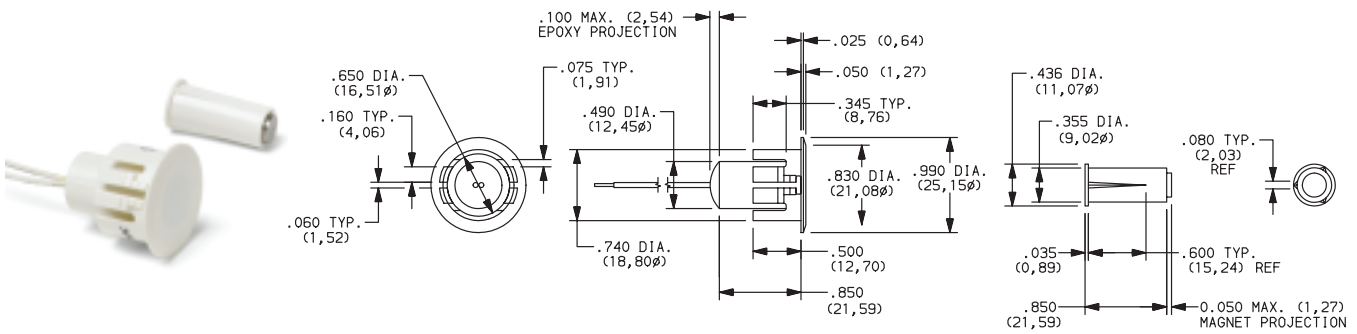 .100 MAX. (2,54)
EPOXY PROJECTION
.650 DIA.
(16,51ø)
.075 TYP.
(1,91)
.160 TYP.
(4,06)
.060 TYP.
(1,52)
.490 DIA.
(12,45ø)
.740 DIA.
(18,80ø)
.025 (0,64)
.050 (1,27)
.345 TYP.
(8,76)
.830 DIA.
(21,08ø)
.990 DIA.
(25,15ø)
.500
(12,70)
.850
(21,59)
.436 DIA.
(11,07ø)
.355 DIA.
(9,02ø)
.035
(0,89)
.600 TYP.
(15,24) REF
.850
(21,59)
0.050 MAX. (1,27)
MAGNET PROJECTION
.080 TYP.
(2,03)
REF